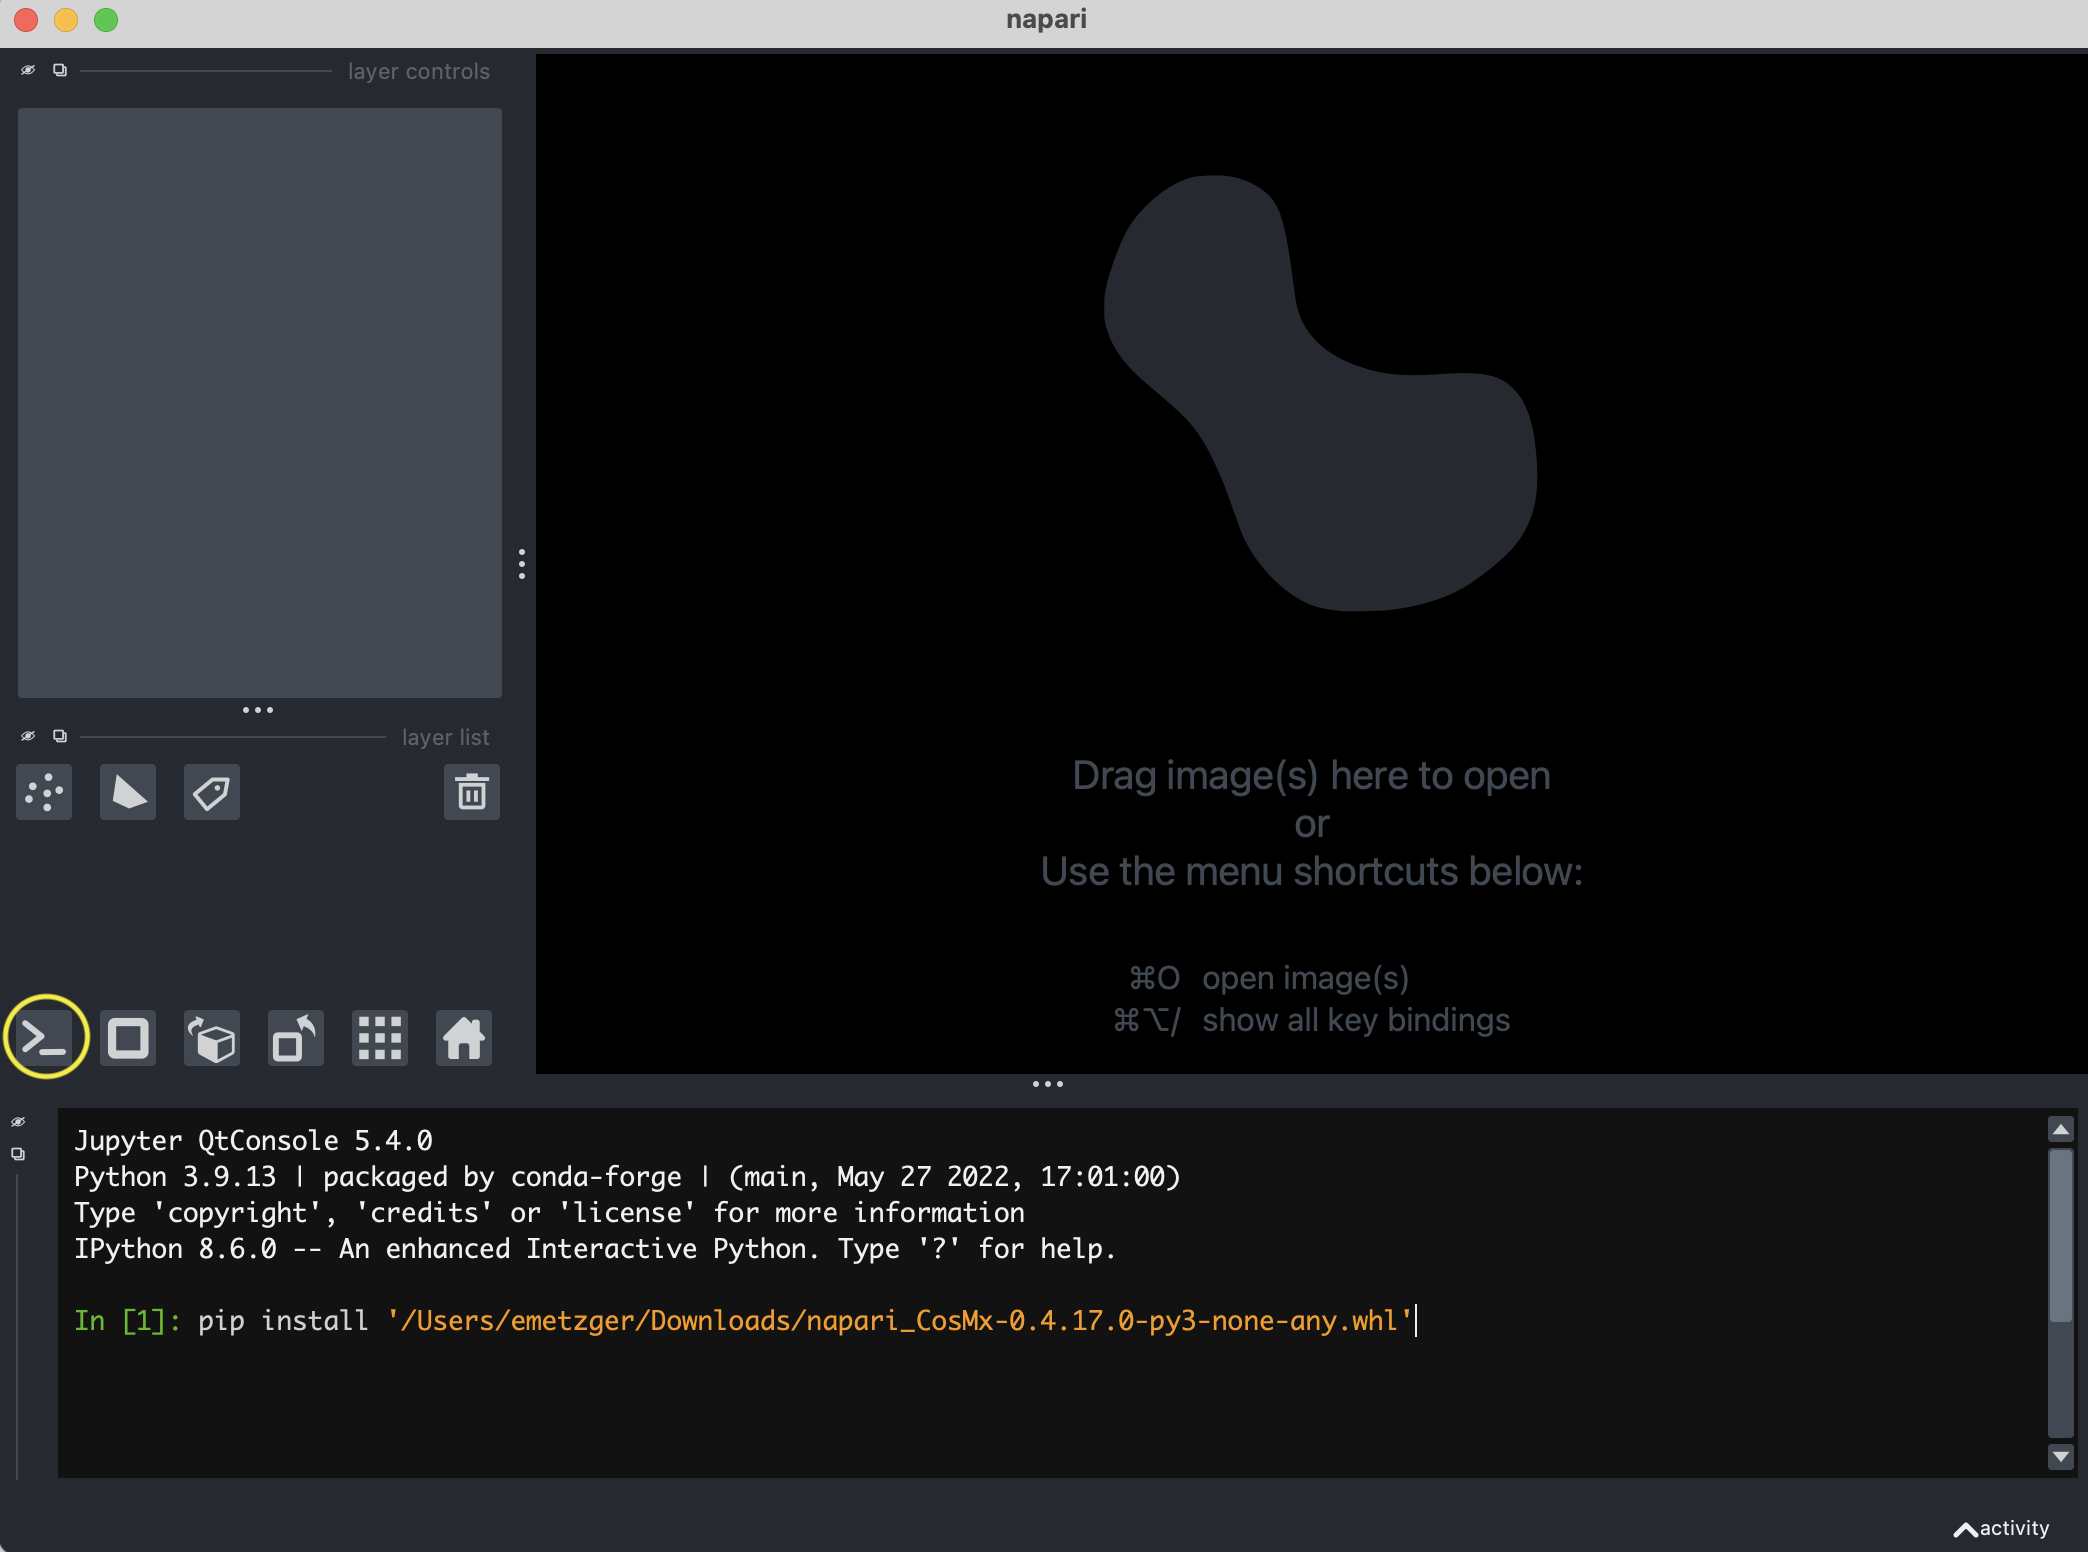 napari
layer controls
layer list
Drag image(s) here to open
or
Use the menu shortcuts below:
⌘O open image(s)
⌘⌥/ show all key bindings
Jupyter QtConsole 5.4.0
Python 3.9.13 | packaged by conda-forge | (main, May 27 2022, 17:01:00)
Type 'copyright', 'credits' or 'license' for more information
IPython 8.6.0 -- An enhanced Interactive Python. Type '?' for help.
In [1]: pip install '/Users/emetzger/Downloads/napari_CosMx-0.4.17.0-py3-none-any.whl'
activity